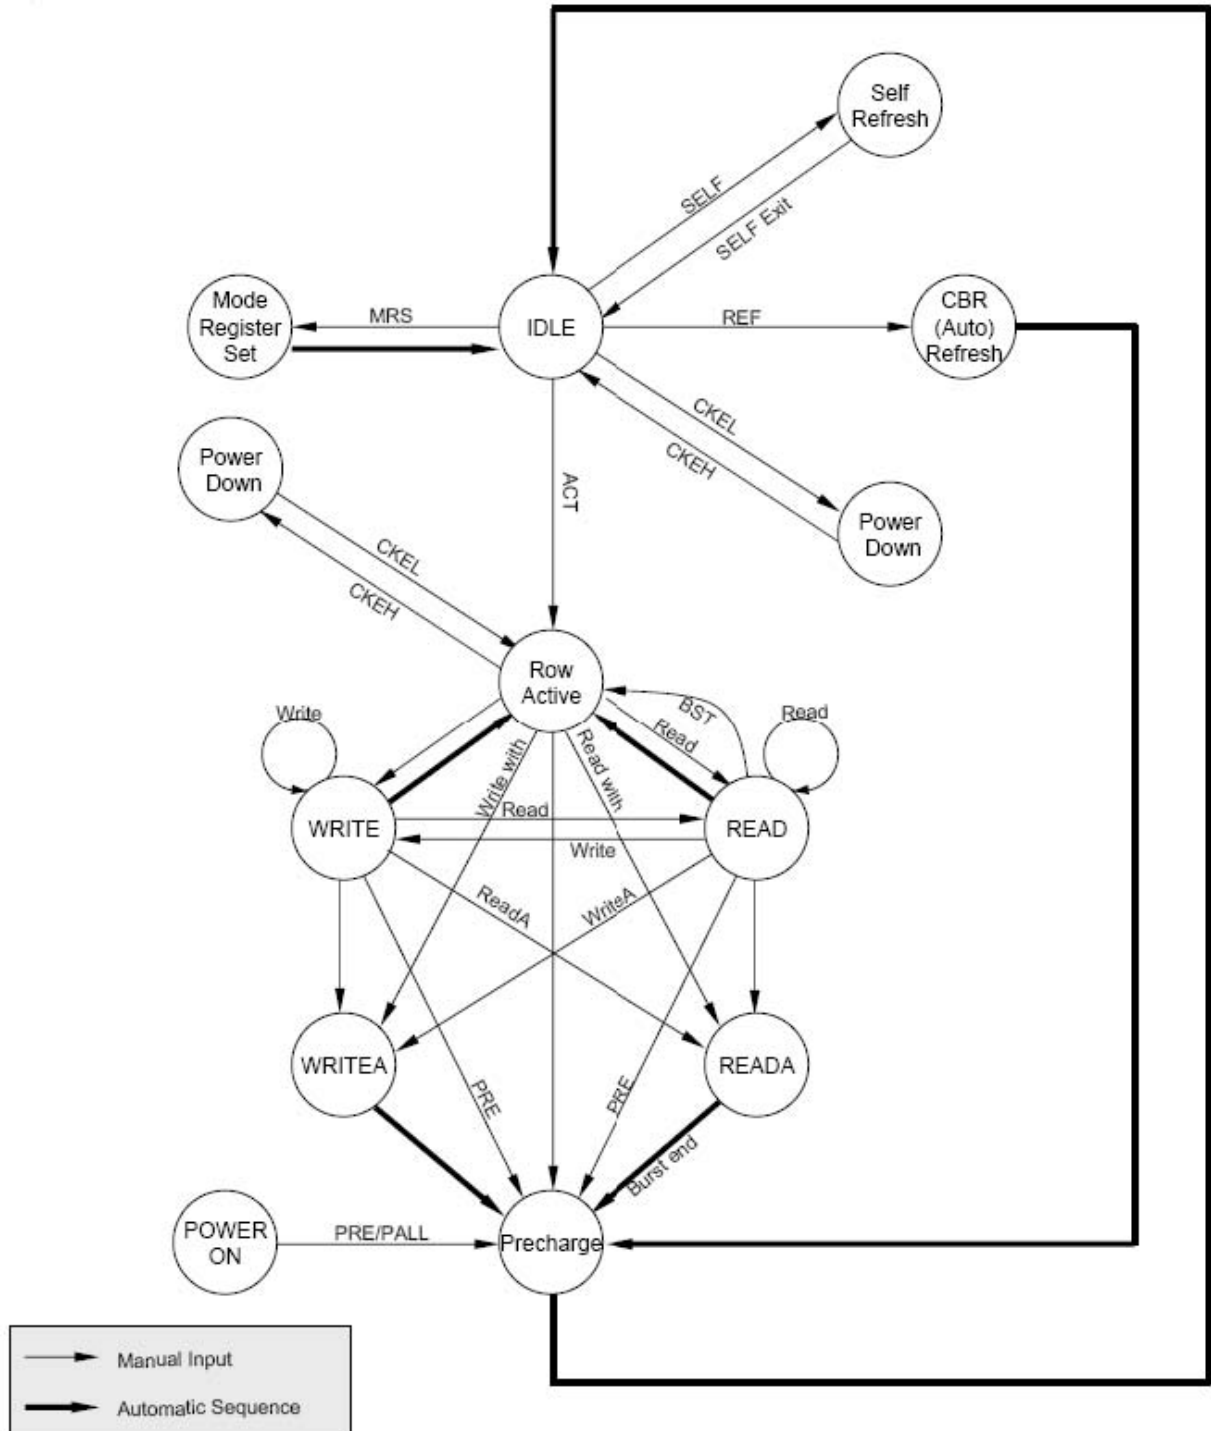 Self
Refresh
SELF
SELF Exit
Mode
Register
Set
MRS
IDLE
REF
CBR
(Auto)
Refresh
CKEL
CKEH
Power
Down
ACT
Power
Down
CKEL
CKEH
Row
Active
BST
Read
Write
Read
Write with
Read with
WRITE
Read
Write
READ
ReadA
WriteA
WRITEA
READA
PRE
PRE
Burst end
POWER
ON
PRE/PALL
Precharge
Manual Input
Automatic Sequence